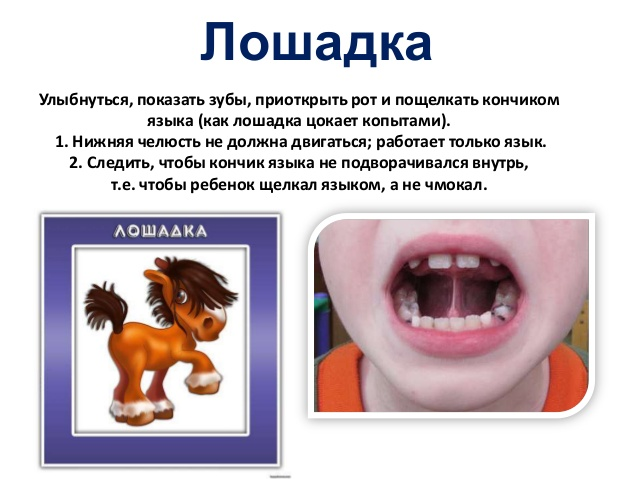 Лошадка
Улыбнуться, показать зубы, приоткрыть рот и пощелкать кончиком
языка (как лошадка цокает копытами).
1. Нижняя челюсть не должна двигаться; работает только язык.
2. Следить, чтобы кончик языка не подворачивался внутрь,
т.е. чтобы ребенок щелкал языком, а не чмокал.
ЛОШАДКА